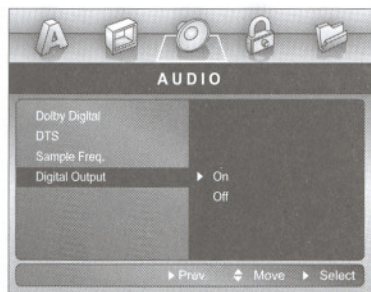 A
AUDIO
Dolby Digital
DTS
Sample Freq.
Digital Output
On
Off
Prev. Move Select